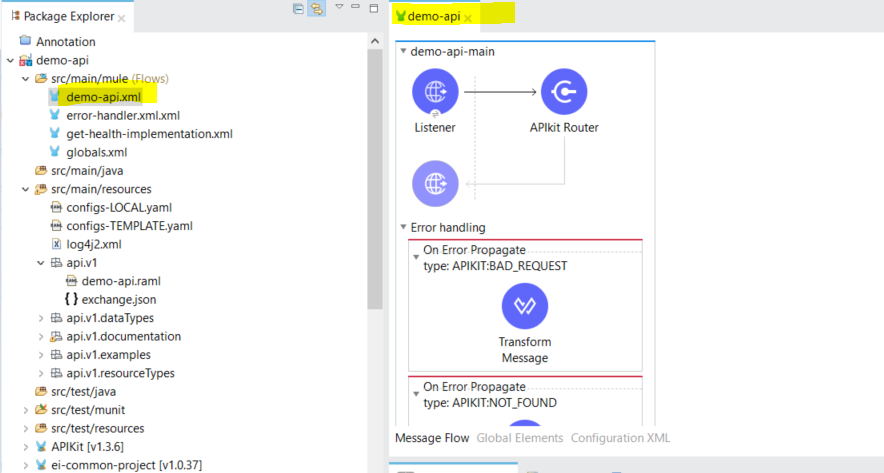 Package Explorer
Annotation
demo-api
src/main/mule (Flows)
demo-api.xml
error-handler.xml.xml
get-health-implementation.xml
globals.xml
src/main/java
src/main/resources
configs-LOCAL.yaml
configs-TEMPLATE.yaml
log4j2.xml
api.v1
demo-api.raml
exchange.json
api.v1.dataTypes
api.v1.documentation
api.v1.examples
api.v1.resourceTypes
src/test/java
src/test/munit
src/test/resources
APIKit [v1.3.6]
ei-common-project [v1.0.37]
demo-api
demo-api-main
Listener
APIkit Router
Error handling
On Error Propagate
type: APIKIT:BAD_REQUEST
Transform
Message
On Error Propagate
type: APIKIT:NOT_FOUND
Message Flow Global Elements Configuration XML